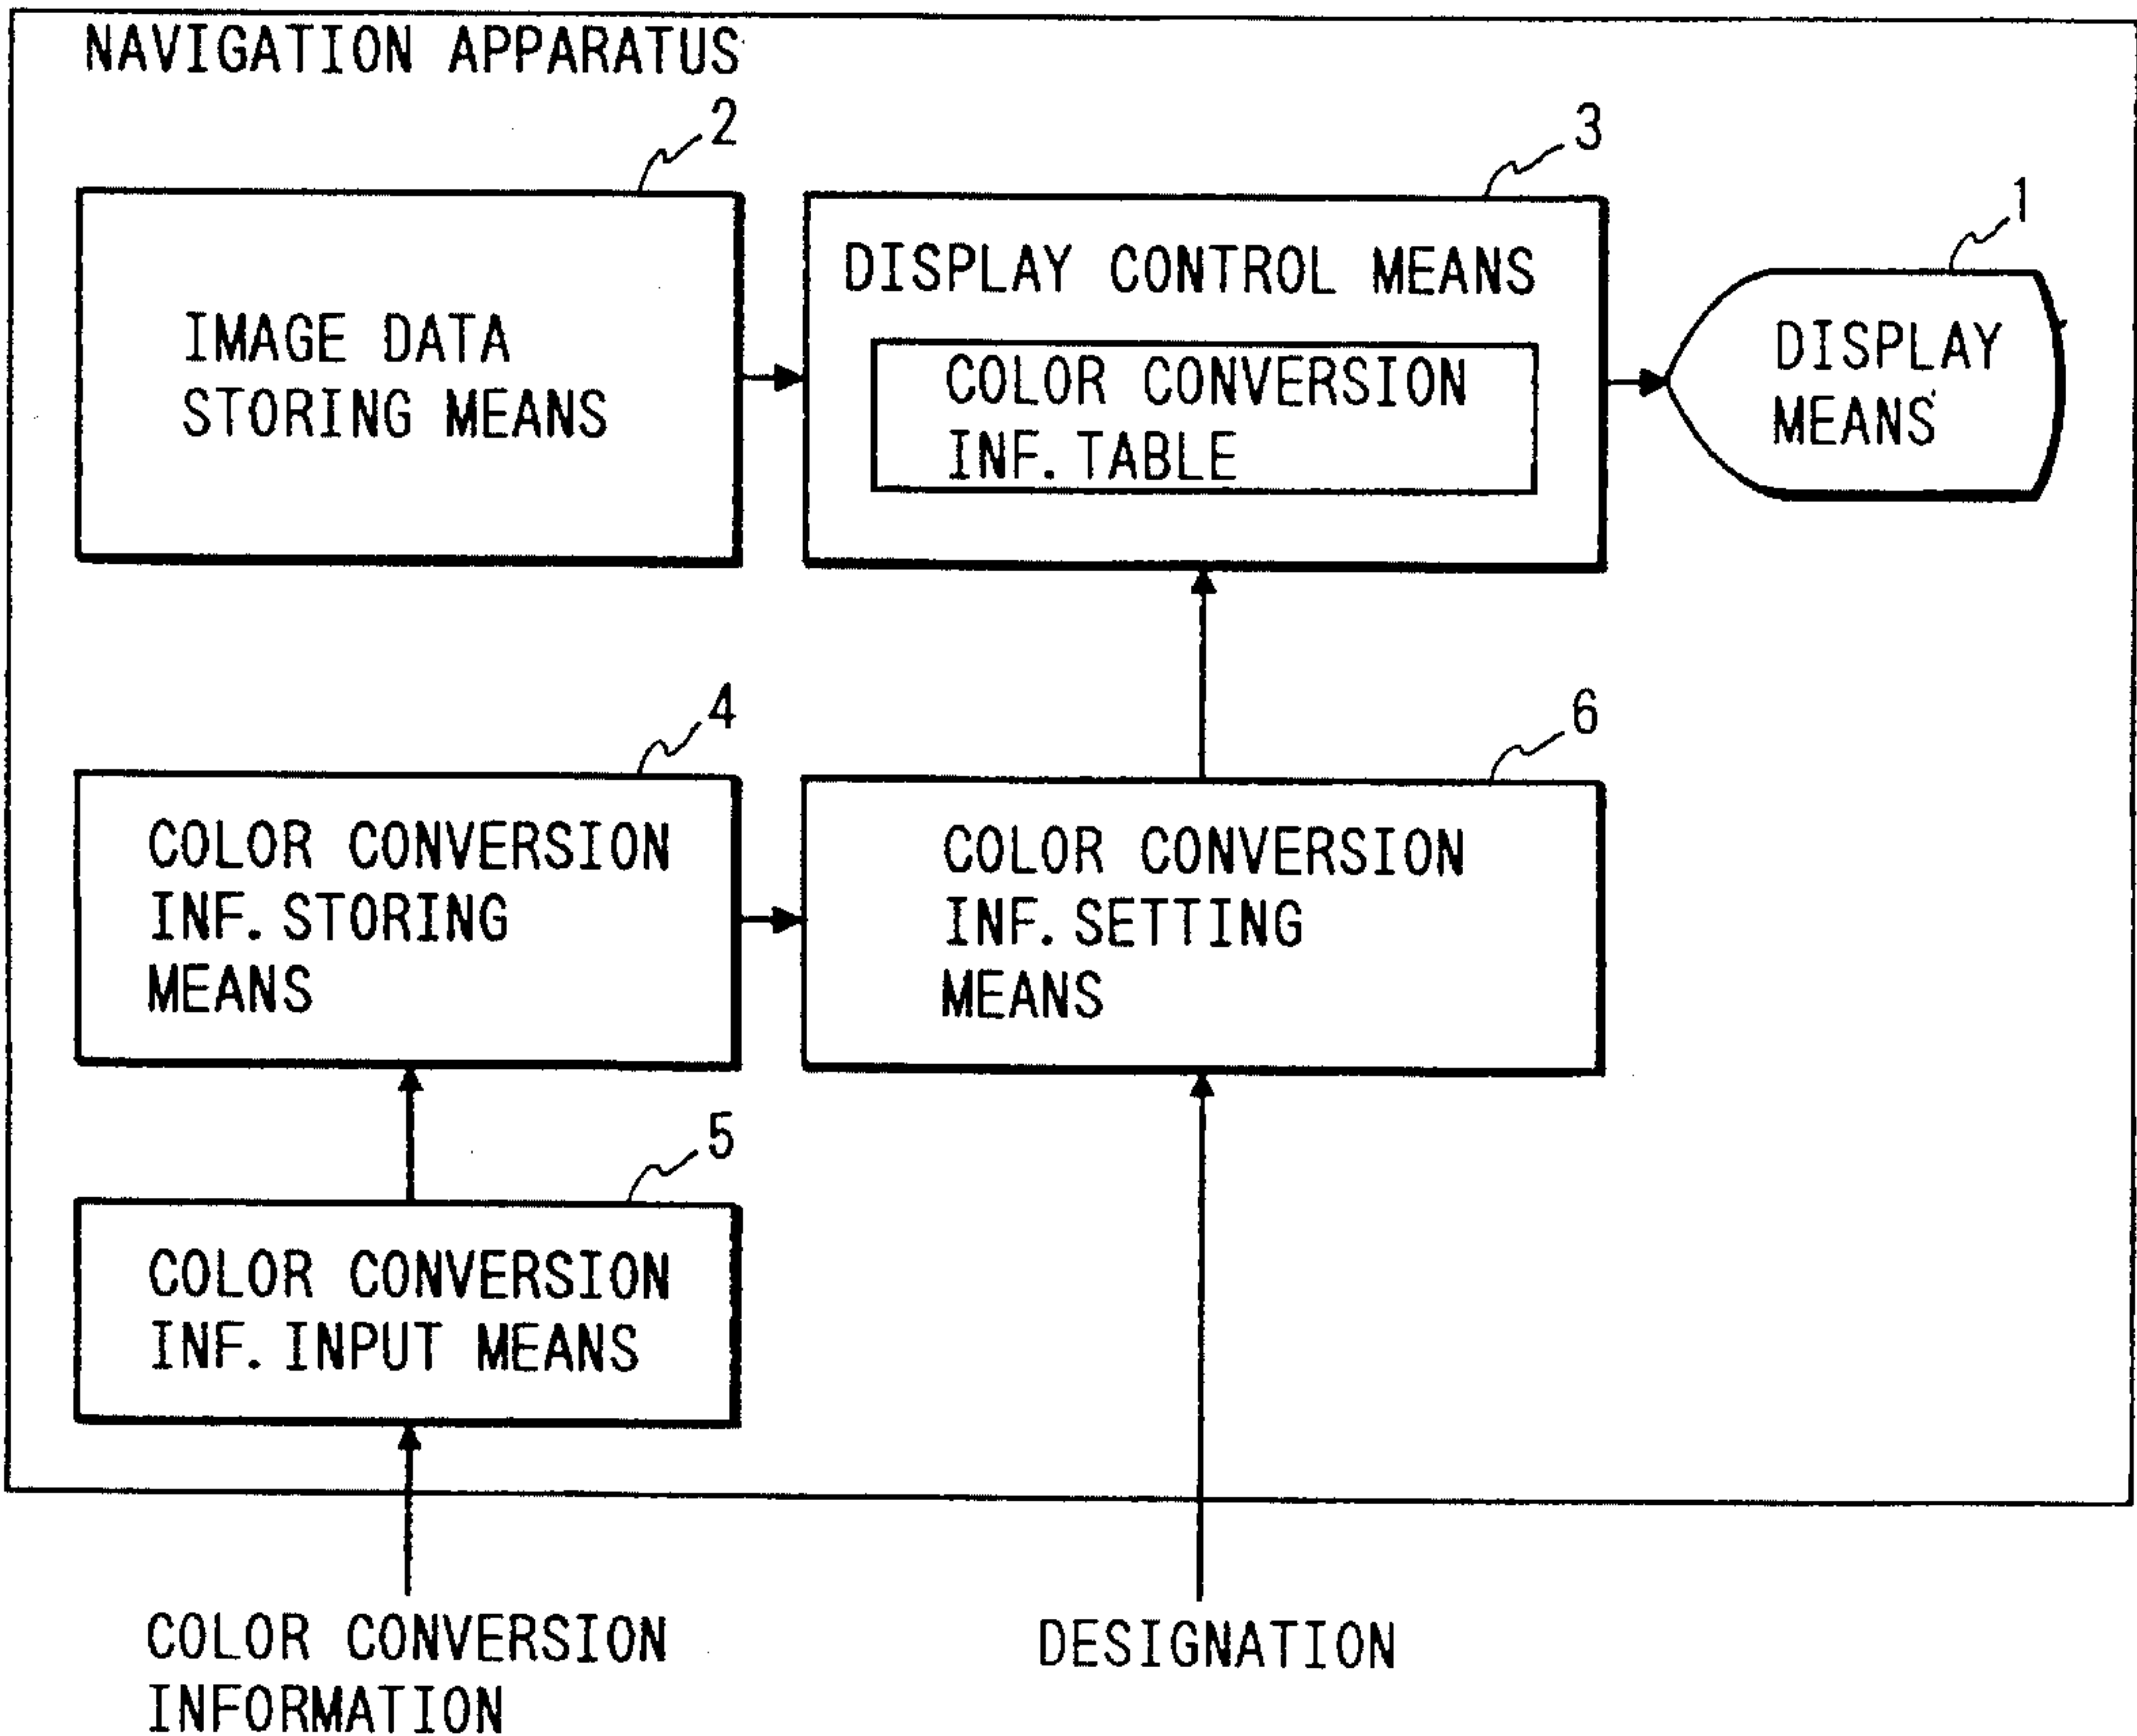 NAVIGATION APPARATUS
2
3
1
IMAGE DATA
STORING MEANS
DISPLAY CONTROL MEANS
COLOR CONVERSION
INF. TABLE
DISPLAY
MEANS
4
6
COLOR CONVERSION
INF. STORING
MEANS
COLOR CONVERSION
INF. SETTING
MEANS
5
COLOR CONVERSION
INF. INPUT MEANS
COLOR CONVERSION
INFORMATION
DESIGNATION